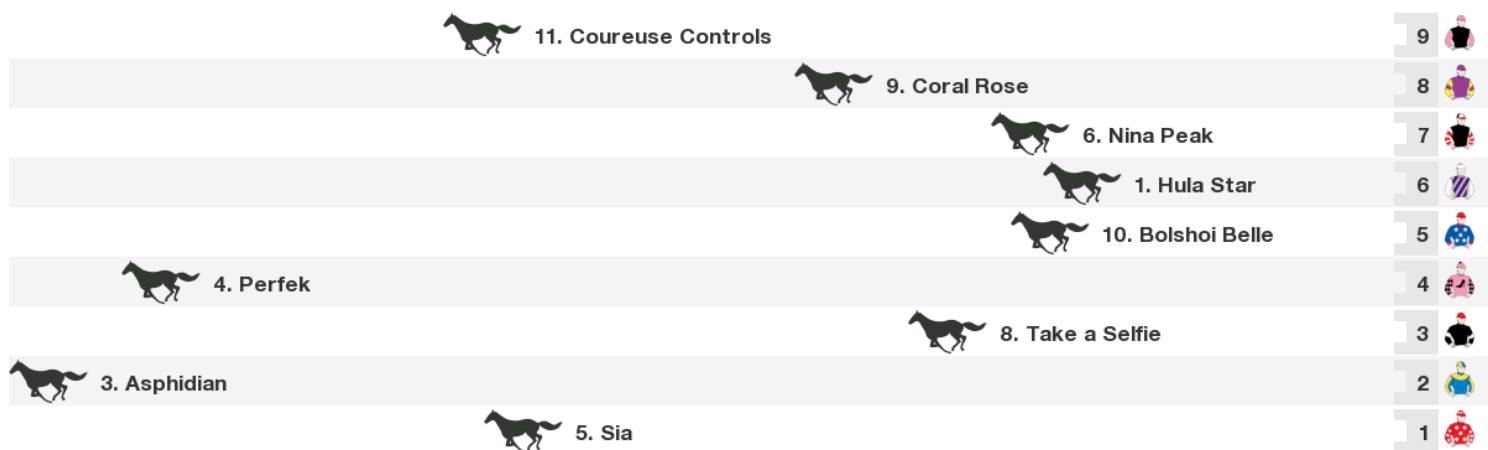 11. Coureuse Controls 9
9. Coral Rose 8
6. Nina Peak 7
1. Hula Star 6
10. Bolshoi Belle 5
4. Perfek 4
8. Take a Selfie 3
3. Asphidian 2
5. Sia 1